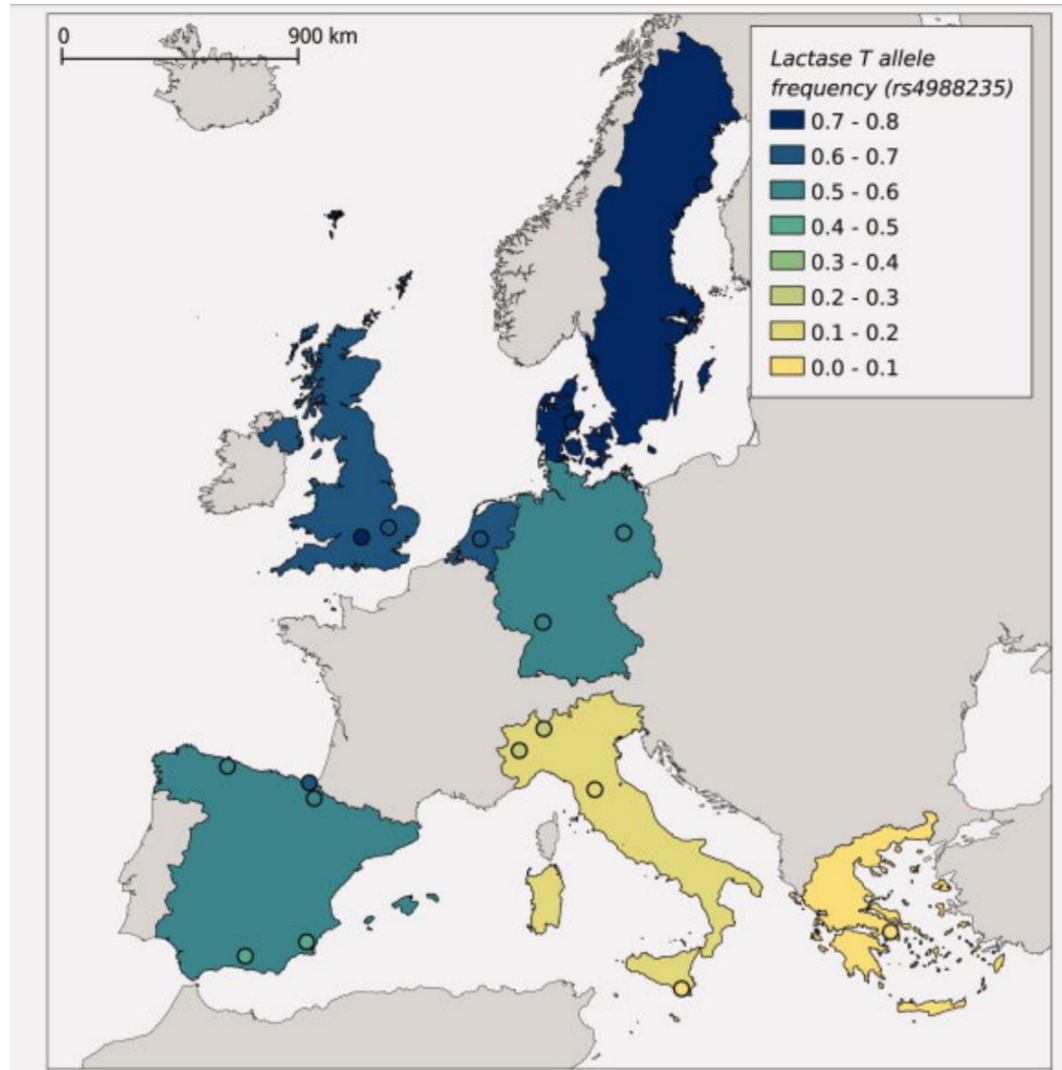 0 900 km
Lactase T allele
frequency (rs4988235)
0.7 - 0.8
0.6 - 0.7
0.5 - 0.6
0.4 - 0.5
0.3 - 0.4
0.2 - 0.3
0.1 - 0.2
0.0 - 0.1